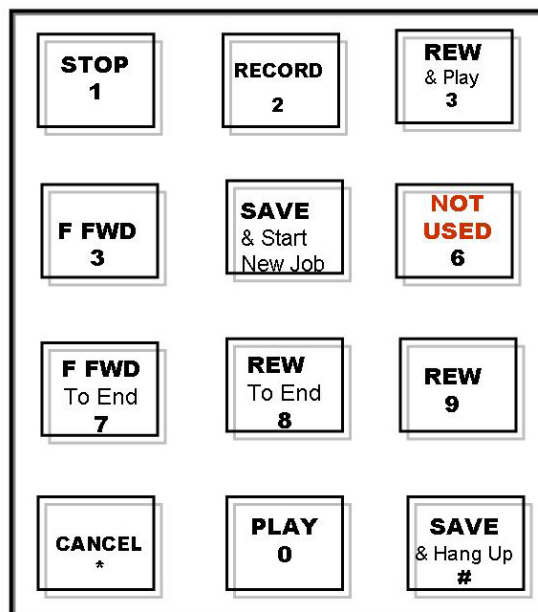 STOP
1
RECORD
2
REW
& Play
3
F FWD
3
SAVE
& Start
New Job
NOT
USED
6
F FWD
To End
7
REW
To End
8
REW
9
CANCEL
*
PLAY
0
SAVE
& Hang Up
#